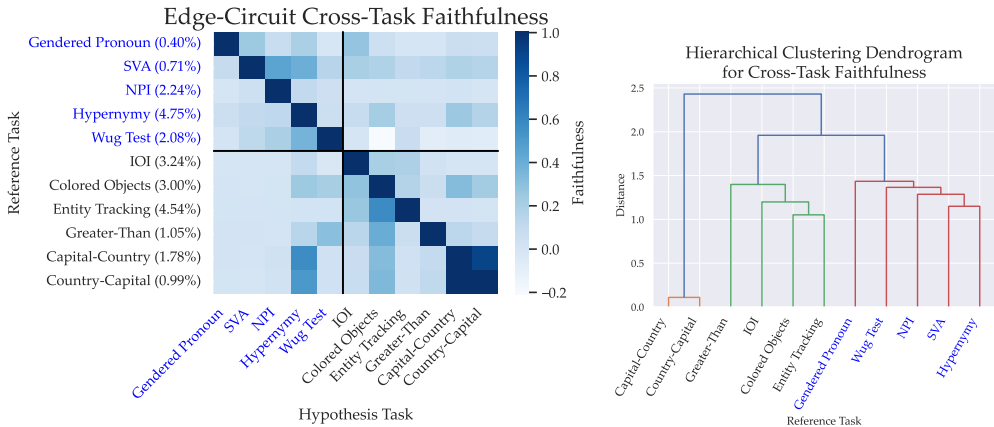 Edge-Circuit Cross-Task Faithfulness
Reference Task
Gendered Pronoun (0.40%)
SVA (0.71%)
NPI (2.24%)
Hypernymy (4.75%)
Wug Test (2.08%)
IOI (3.24%)
Colored Objects (3.00%)
Entity Tracking (4.54%)
Greater-Than (1.05%)
Capital-Country (1.78%)
Country-Capital (0.99%)
Gendered Pronoun
SVA
NPI
Hypernymy
Wug Test
IOI
Colored Objects
Entity Tracking
Greater-Than
Capital-Country
Country-Capital
Hypothesis Task
1.0
0.8
0.6
0.4
0.2
0.0
−0.2
Faithfulness
Hierarchical Clustering Dendrogram
for Cross-Task Faithfulness
Distance
2.5
2.0
1.5
1.0
0.5
0.0
Capital-Country
Country-Capital
Greater-Than
IOI
Colored Objects
Entity Tracking
Gendered Pronoun
Wug Test
NPI
SVA
Hypernymy
Reference Task